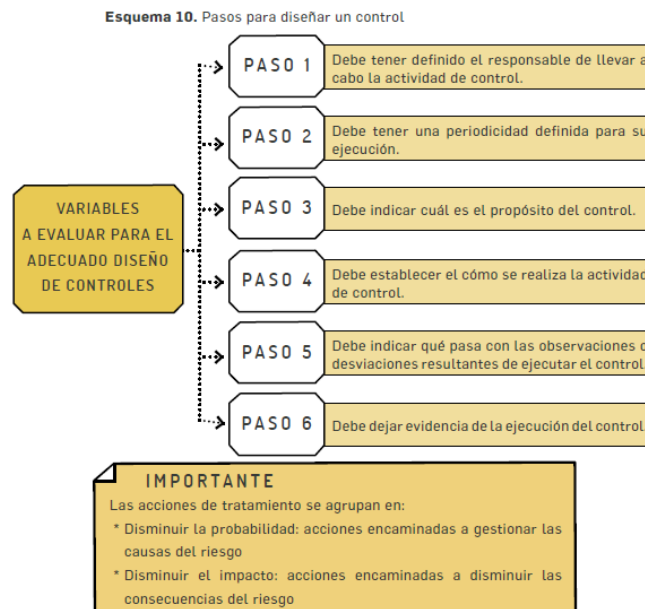 Esquema 10. Pasos para diseñar un control
VARIABLES
A EVALUAR PARA EL
ADECUADO DISEÑO
DE CONTROLES
PASO 1
Debe tener definido el responsable de llevar a
cabo la actividad de control.
PASO 2
Debe tener una periodicidad definida para su
ejecución.
PASO 3
Debe indicar cuál es el propósito del control.
PASO 4
Debe establecer el cómo se realiza la actividad
de control.
PASO 5
Debe indicar qué pasa con las observaciones o
desviaciones resultantes de ejecutar el control.
PASO 6
Debe dejar evidencia de la ejecución del control.
IMPORTANTE
Las acciones de tratamiento se agrupan en:
* Disminuir la probabilidad: acciones encaminadas a gestionar las
causas del riesgo
* Disminuir el impacto: acciones encaminadas a disminuir las
consecuencias del riesgo